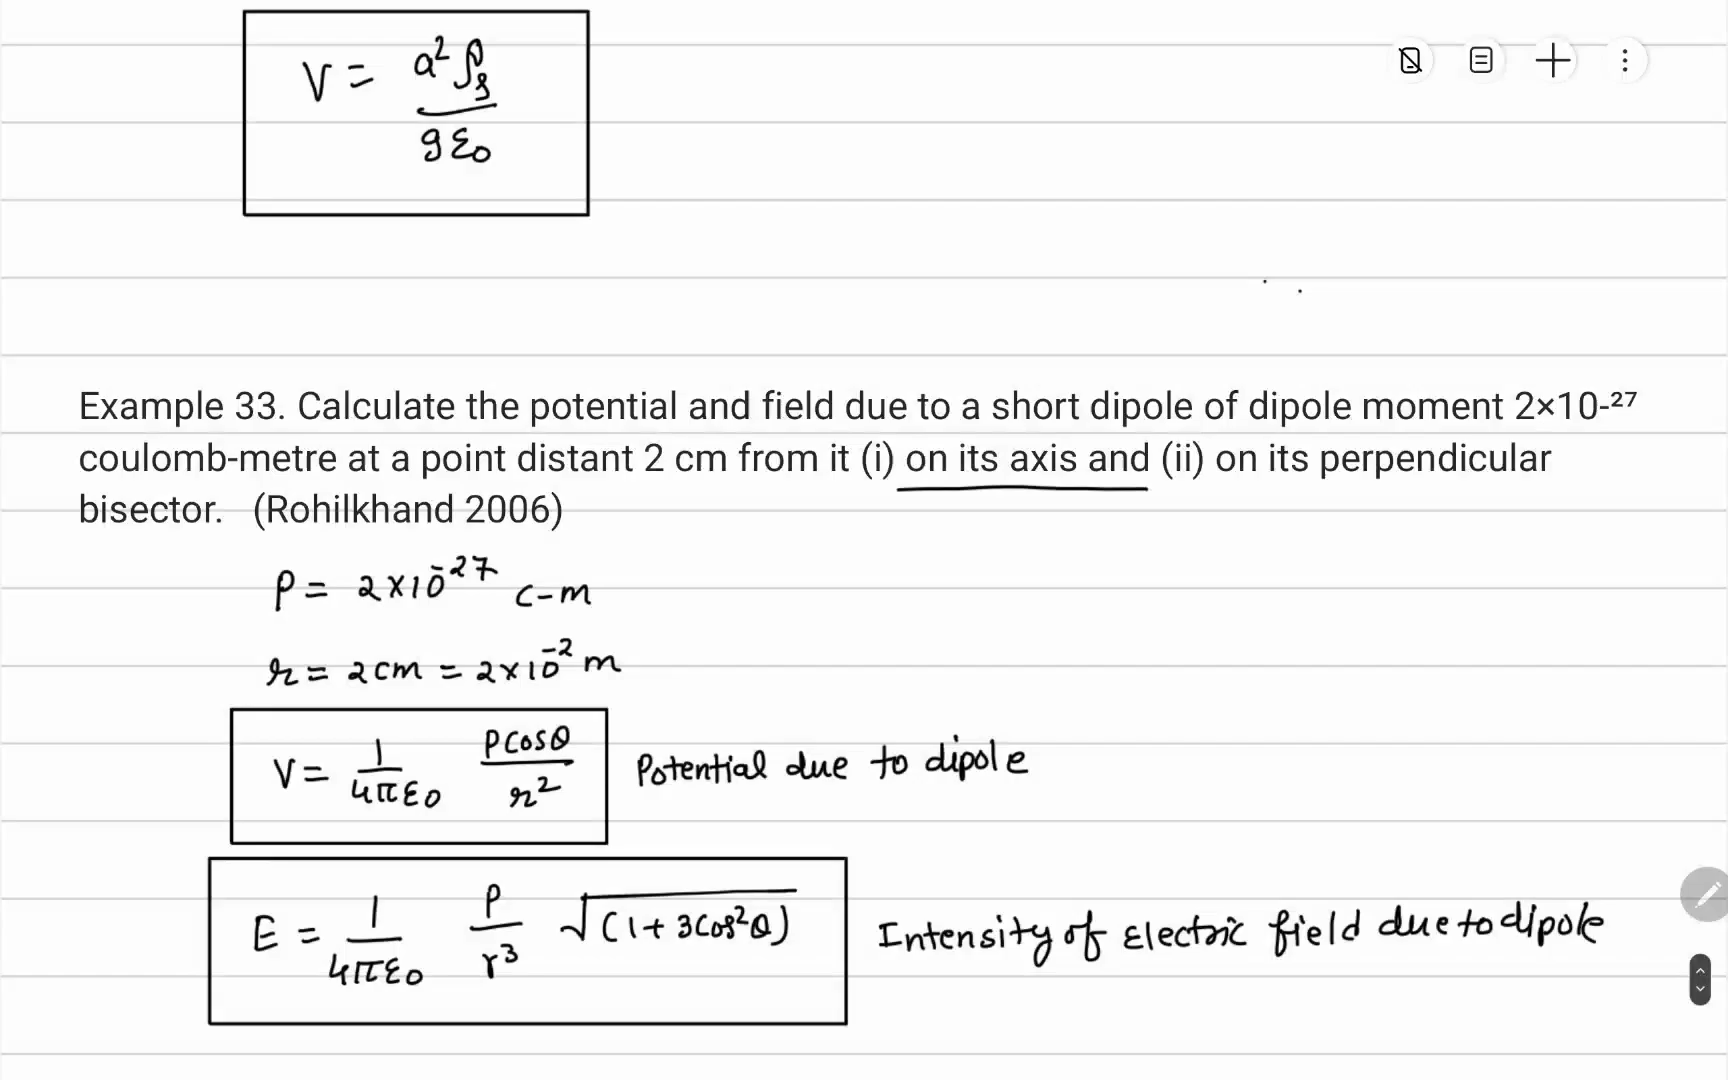 V = a² ρs / 9ε₀
Example 33. Calculate the potential and field due to a short dipole of dipole moment 2×10-²⁷
coulomb-metre at a point distant 2 cm from it (i) on its axis and (ii) on its perpendicular
bisector. (Rohilkhand 2006)
P = 2×10⁻²⁷ c-m
r = 2cm = 2×10⁻² m
V = 1/4πε₀ Pcosθ/r² Potential due to dipole
E = 1/4πε₀ P/r³ √(1+3cos²θ) Intensity of Electric field due to dipole